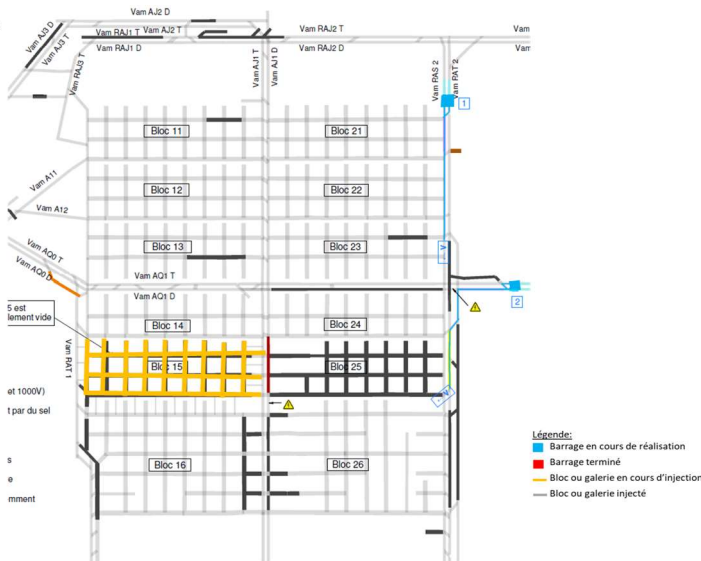 Vam AJ2 D
Vam AJ3 D
Vam AJ3 T
Vam RAJ1 T
Vam AJ2 T
Vam RAJ2 T
Vam
Vam RAJ1 D
Vam RAJ2 D
Vam
Vam RAJ3 T
Vam AJ1 T
Vam AJ1 D
Vam RAS 2
Vam RAT 2
1
Bloc 11
Bloc 21
Vam A11
Bloc 12
Bloc 22
Vam A12
Bloc 13
Bloc 23
V
Vam AQ0 T
Vam AQ0 D
Vam AQ1 T
Vam AQ1 D
2
5 est
lement vide
Bloc 14
Bloc 24
Vam RAT 1
Bloc 15
Bloc 25
V
et 1000V)
t par du sel
s
e
mment
Bloc 16
Bloc 26
Légende:
Barrage en cours de réalisation
Barrage terminé
Bloc ou galerie en cours d'injection
Bloc ou galerie injecté